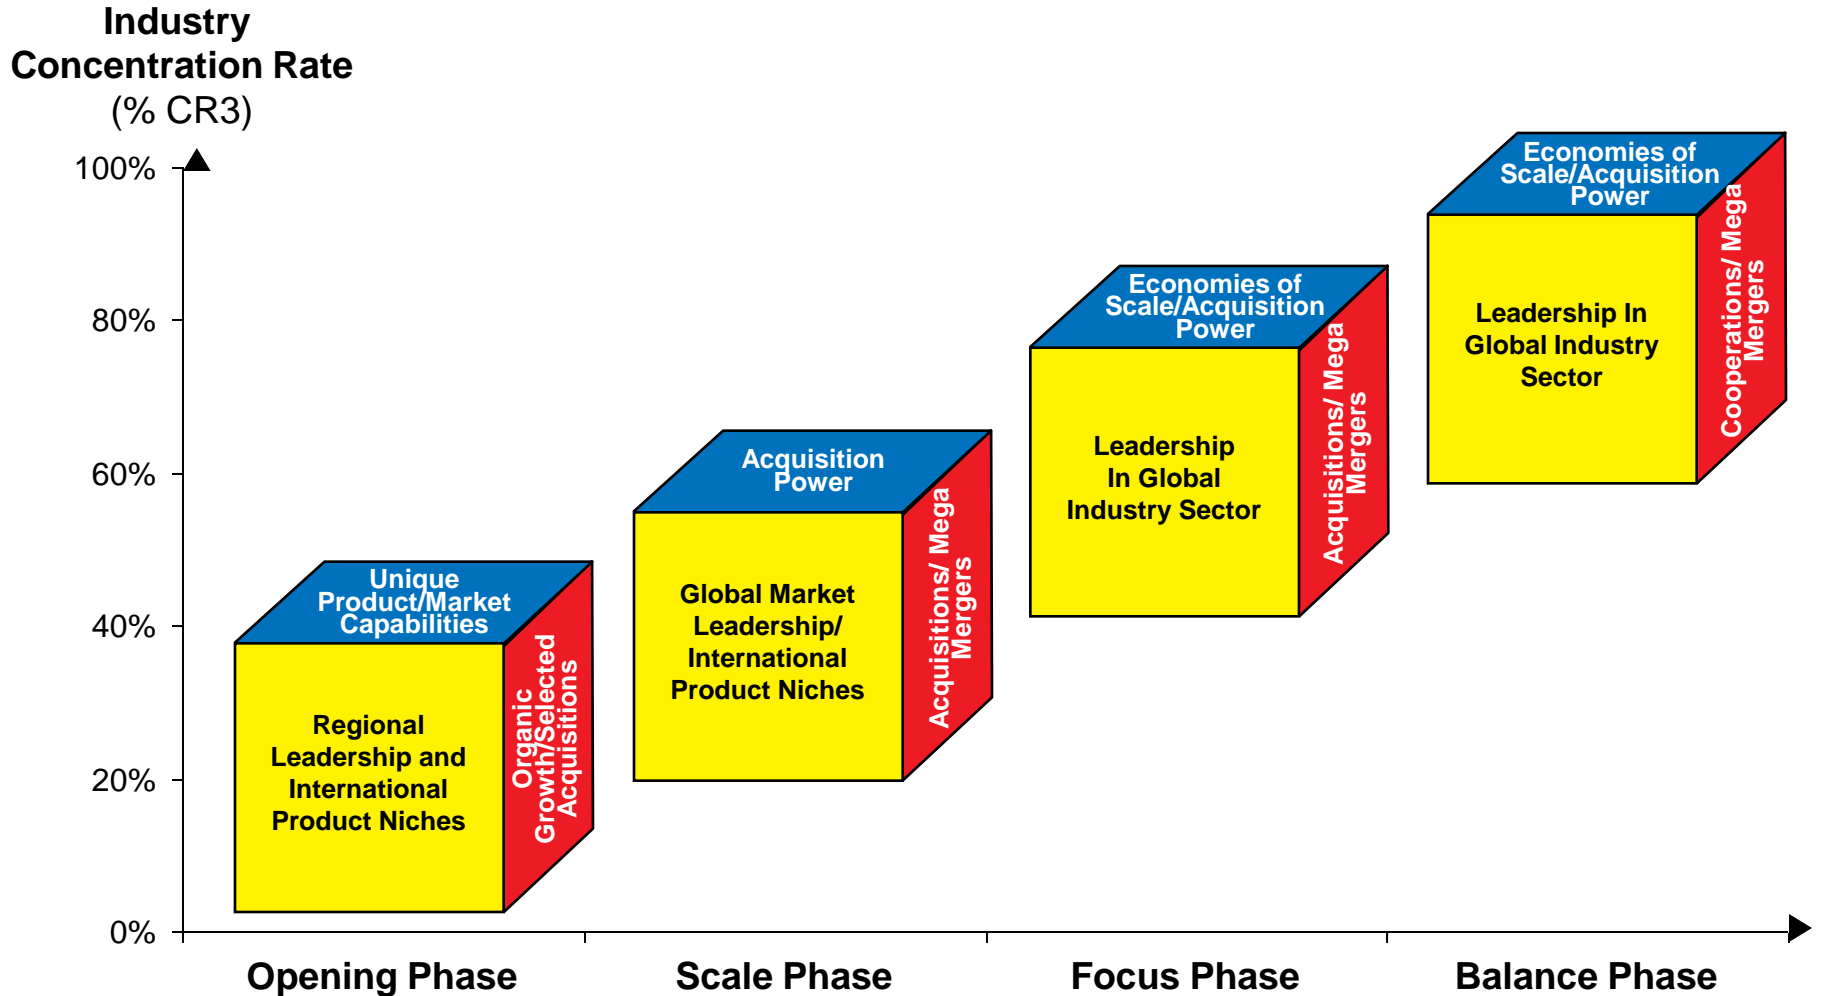 Industry
Concentration Rate
(% CR3)
100%
80%
60%
40%
20%
0%
Unique
Product/Market
Capabilities
Regional
Leadership and
International
Product Niches
Organic
Growth/Selected
Acquisitions
Acquisition
Power
Global Market
Leadership/
International
Product Niches
Acquisitions/ Mega
Mergers
Economies of
Scale/Acquisition
Power
Leadership
In Global
Industry Sector
Acquisitions/ Mega
Mergers
Economies of
Scale/Acquisition
Power
Leadership In
Global Industry
Sector
Cooperations/ Mega
Mergers
Opening Phase
Scale Phase
Focus Phase
Balance Phase